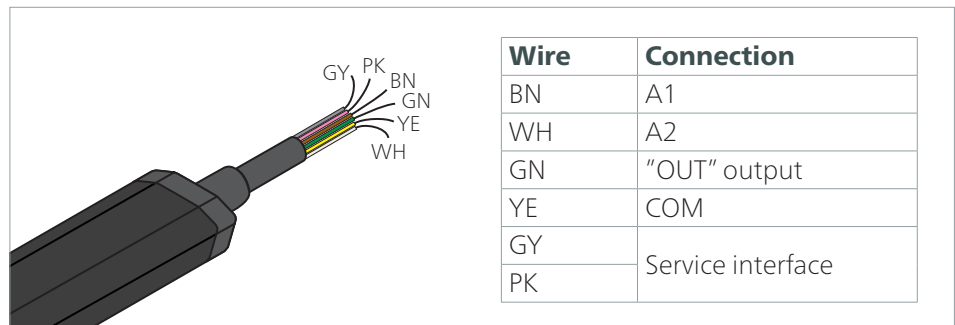 GY PK BN GN YE WH
Wire Connection
BN A1
WH A2
GN "OUT" output
YE COM
GY
Service interface
PK